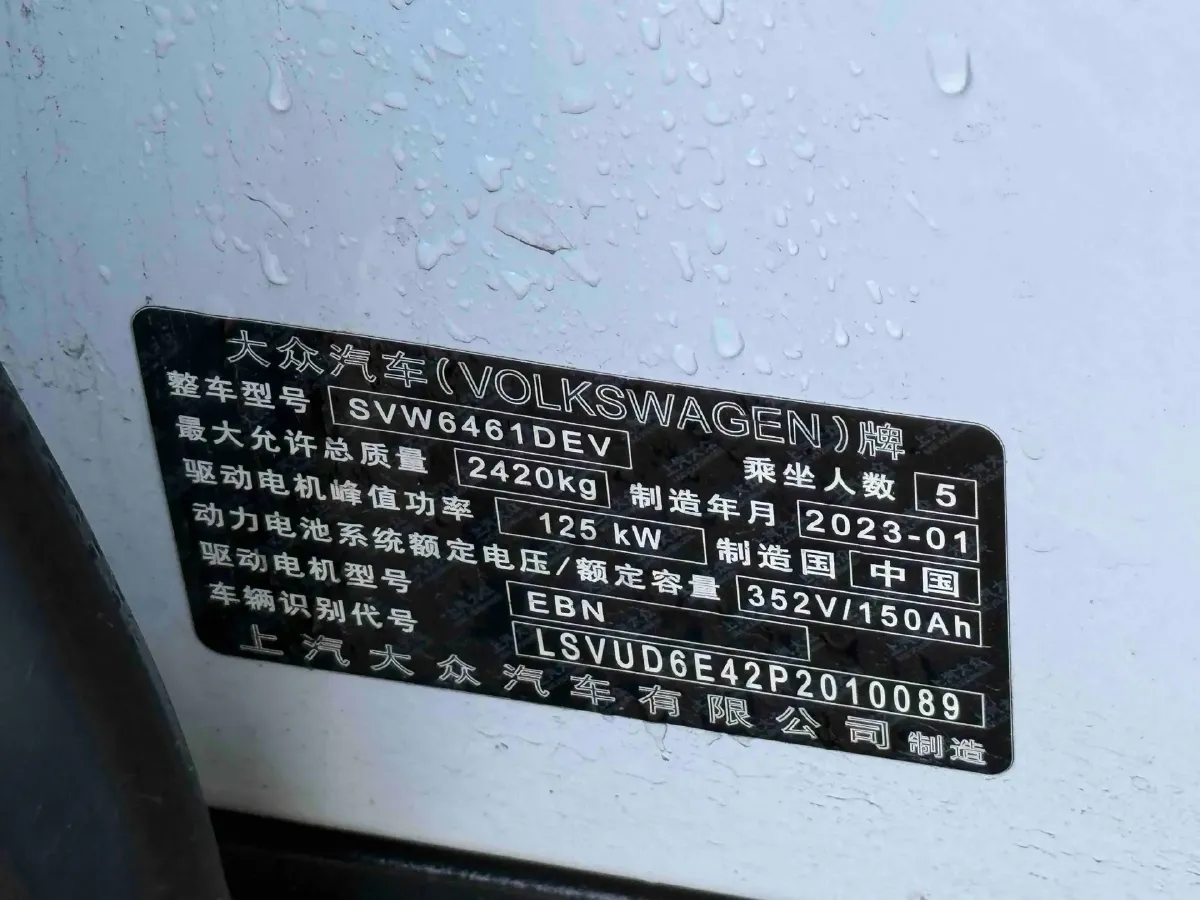 大众汽车(VOLKSWAGEN)牌
整车型号 SVW6461DEV 乘坐人数 5
最大允许总质量 2420kg 制造年月 2023-01
驱动电机峰值功率 125 kW 制造国 中国
动力电池系统额定电压/额定容量 352V/150Ah
驱动电机型号 EBN
车辆识别代号 LSVUD6E42P2010089
上汽大众汽车有限公司 制造